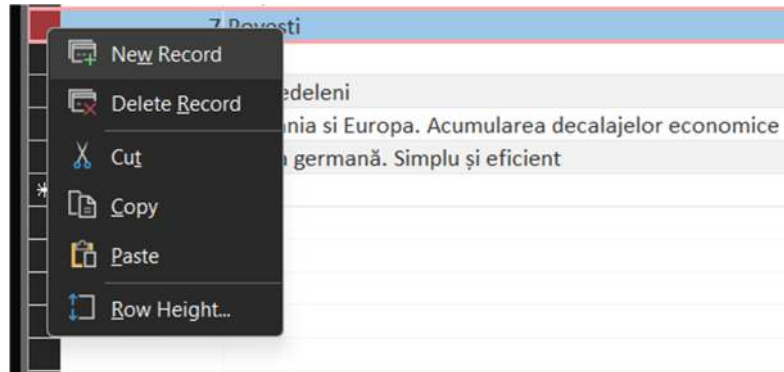 7 Povesti
New Record
Delete Record
Cut
Copy
Paste
Row Height...
edeleni
nia si Europa. Acumularea decalajelor economice
germană. Simplu și eficient
*